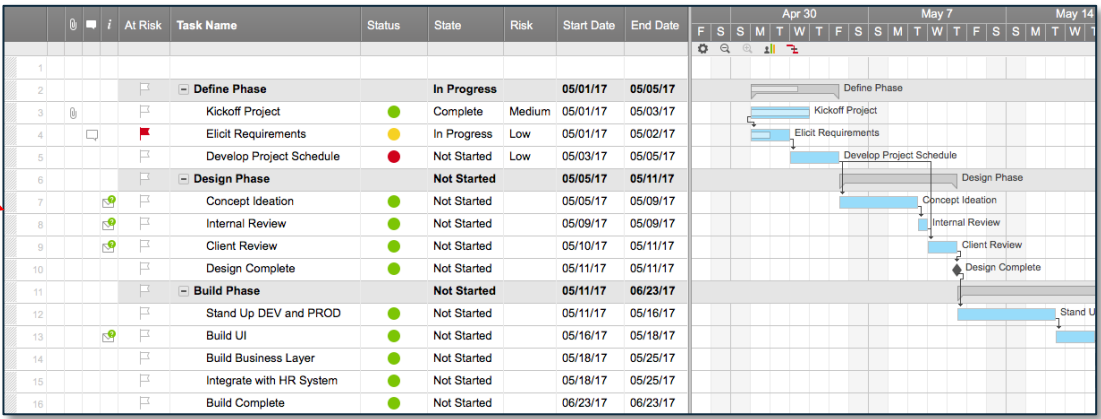 Apr 30 May 7 May 14
i At Risk Task Name Status State Risk Start Date End Date F S S M T W T F S S M T W T F S S M T W
1
2 Define Phase In Progress 05/01/17 05/05/17 Define Phase
3 Kickoff Project Complete Medium 05/01/17 05/03/17 Kickoff Project
4 Elicit Requirements In Progress Low 05/01/17 05/02/17 Elicit Requirements
5 Develop Project Schedule Not Started Low 05/03/17 05/05/17 Develop Project Schedule
6 Design Phase Not Started 05/05/17 05/11/17 Design Phase
7 Concept Ideation Not Started 05/05/17 05/09/17 Concept Ideation
8 Internal Review Not Started 05/09/17 05/09/17 Internal Review
9 Client Review Not Started 05/10/17 05/11/17 Client Review
10 Design Complete Not Started 05/11/17 05/11/17 Design Complete
11 Build Phase Not Started 05/11/17 06/23/17
12 Stand Up DEV and PROD Not Started 05/11/17 05/16/17 Stand U
13 Build UI Not Started 05/16/17 05/18/17
14 Build Business Layer Not Started 05/18/17 05/25/17
15 Integrate with HR System Not Started 05/18/17 05/25/17
16 Build Complete Not Started 06/23/17 06/23/17